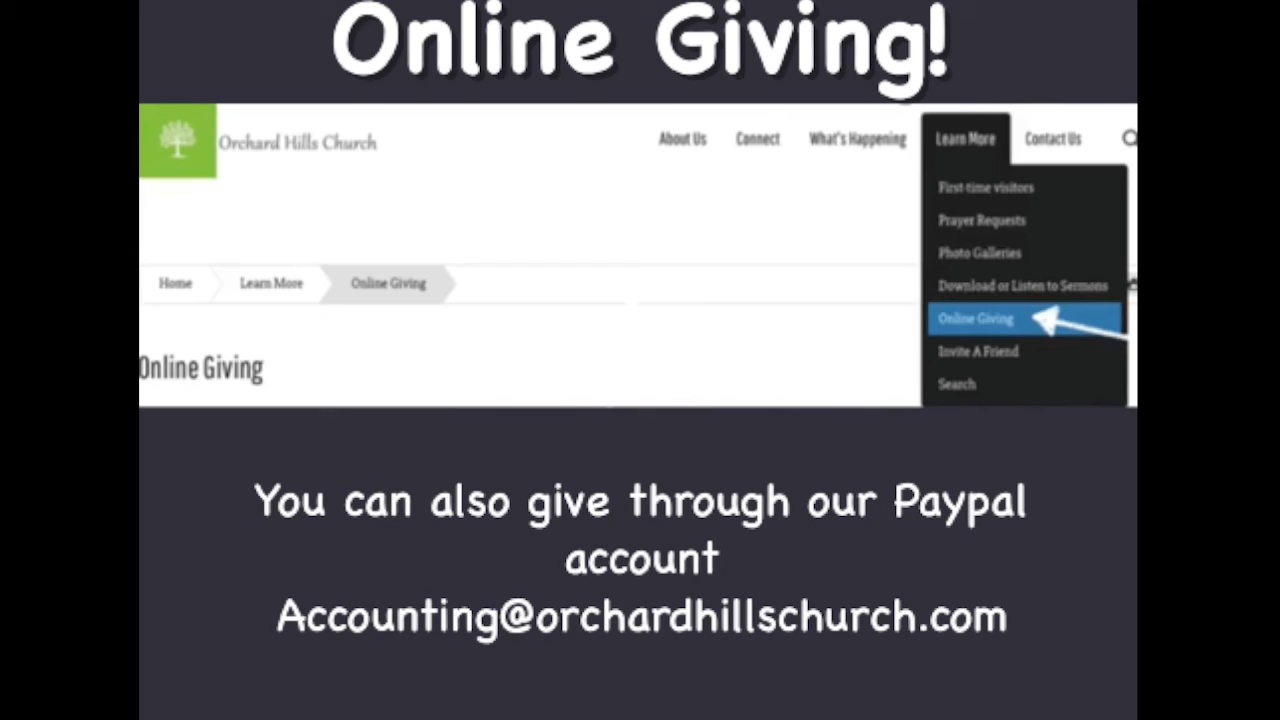 Online Giving!
Orchard Hills Church
About Us Connect What's Happening Learn More Contact Us
First-time visitors
Prayer Requests
Photo Galleries
Download or Listen to Sermons
Home Learn More Online Giving
Online Giving
Invite A Friend
Online Giving
Search
You can also give through our Paypal
account
Accounting@orchardhillschurch.com